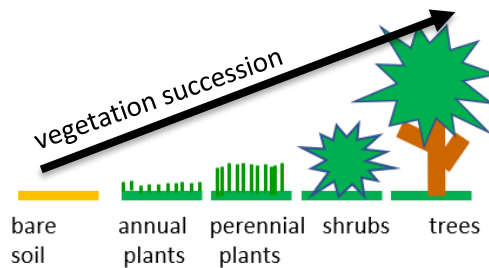 vegetation succession
bare soil
annual plants
perennial plants
shrubs
trees